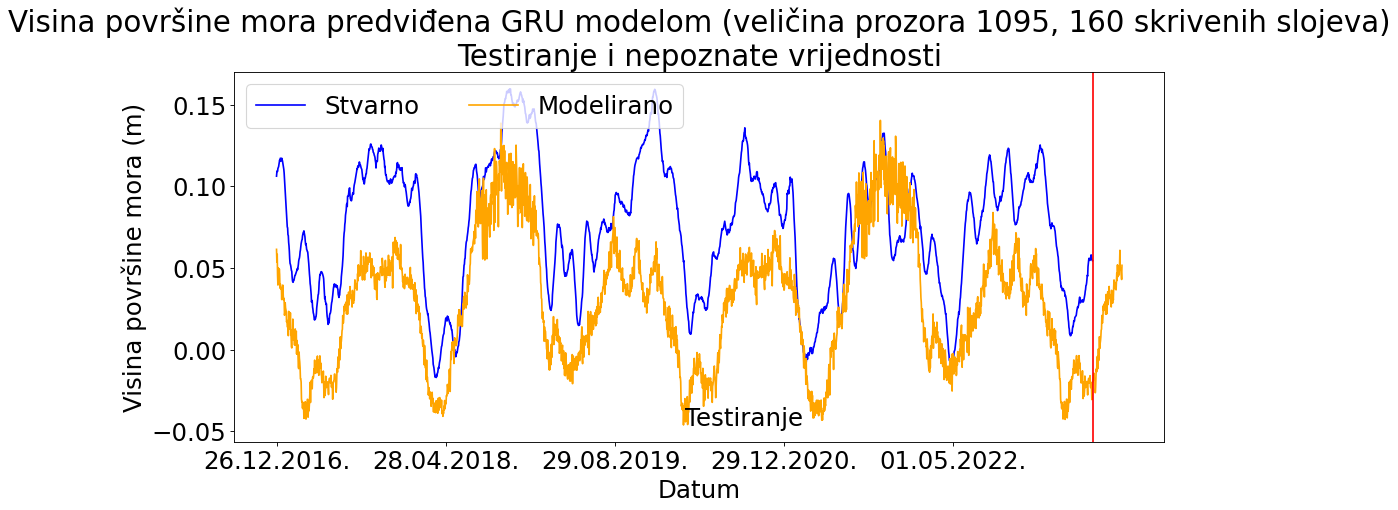 Visina površine mora predviđena GRU modelom (veličina prozora 1095, 160 skrivenih slojeva)
Testiranje i nepoznate vrijednosti
Stvarno
Modelirano
Visina površine mora (m)
0.15
0.10
0.05
0.00
−0.05
Testiranje
26.12.2016.
28.04.2018.
29.08.2019.
29.12.2020.
01.05.2022.
Datum